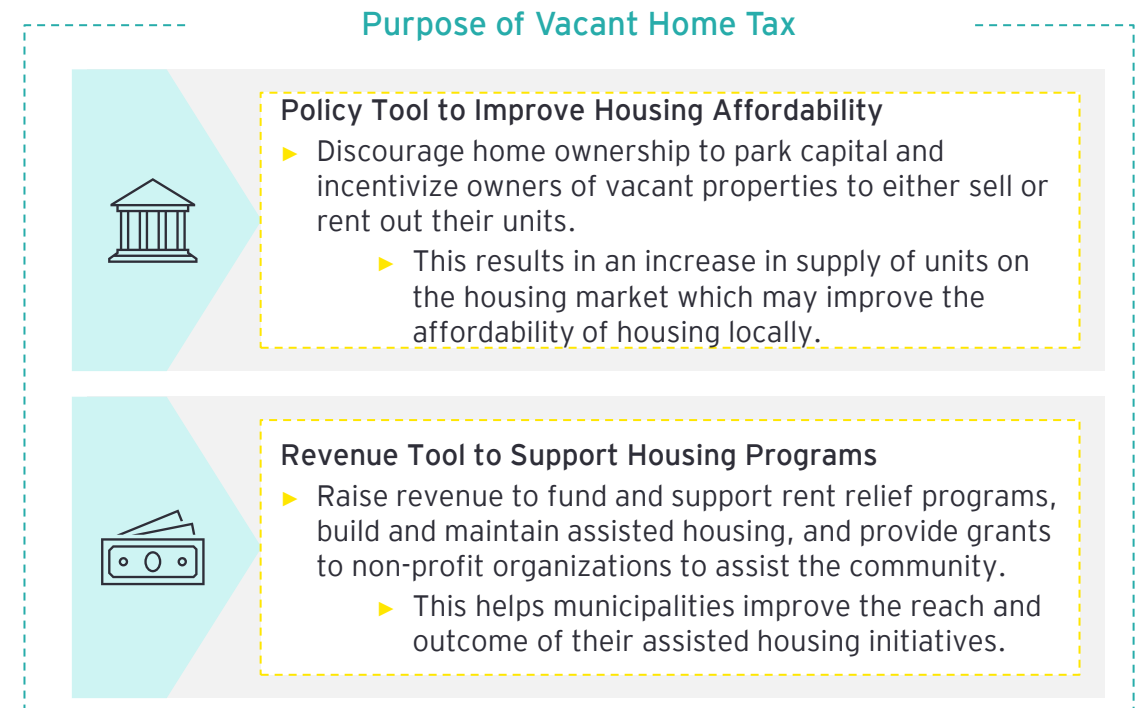 Purpose of Vacant Home Tax
Policy Tool to Improve Housing Affordability
► Discourage home ownership to park capital and
incentivize owners of vacant properties to either sell or
rent out their units.
► This results in an increase in supply of units on
the housing market which may improve the
affordability of housing locally.
Revenue Tool to Support Housing Programs
► Raise revenue to fund and support rent relief programs,
build and maintain assisted housing, and provide grants
to non-profit organizations to assist the community.
► This helps municipalities improve the reach and
outcome of their assisted housing initiatives.